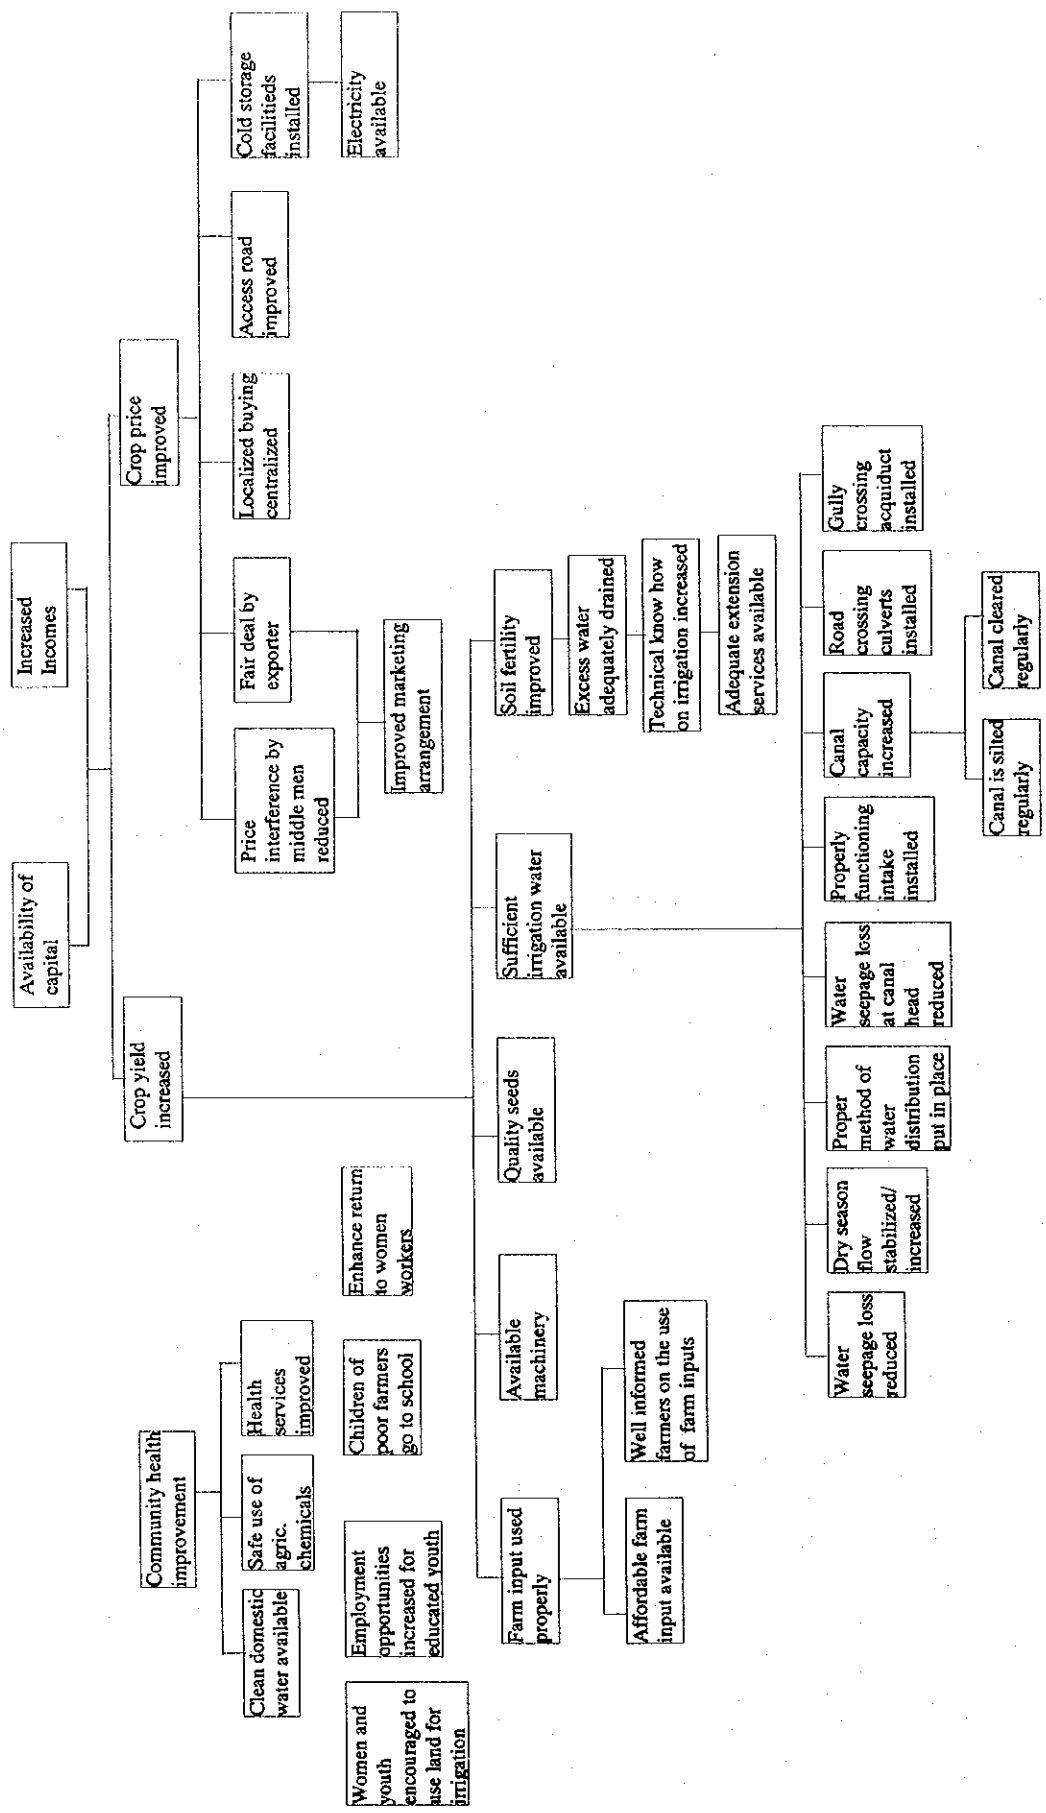 Availability of
capital
Increased
Incomes
Crop yield
increased
Crop price
improved
Community health
improvement
Clean domestic
water available
Safe use of
agric.
chemicals
Health
services
improved
Price
interference by
middle men
reduced
Fair deal by
exporter
Localized buying
centralized
Access road
improved
Cold storage
facilitieds
installed
Women and
youth
encouraged to
use land for
irrigation
Employment
opportunities
increased for
educated youth
Children of
poor farmers
go to school
Enhance return
to women
workers
Improved marketing
arrangement
Electricity
available
Farm input used
properly
Available
machinery
Quality seeds
available
Sufficient
irrigation water
available
Soil fertility
improved
Excess water
adequately drained
Affordable farm
input available
Well informed
farmers on the use
of farm inputs
Technical know how
on irrigation increased
Adequate extension
services available
Water
seepage loss
reduced
Dry season
flow
stabilized/
increased
Proper
method of
water
distribution
put in place
Water
seepage loss
at canal
head
reduced
Properly
functioning
intake
installed
Canal
capacity
increased
Road
crossing
culverts
installed
Gully
crossing
acquiduct
installed
Canal is silted
regularly
Canal cleared
regularly